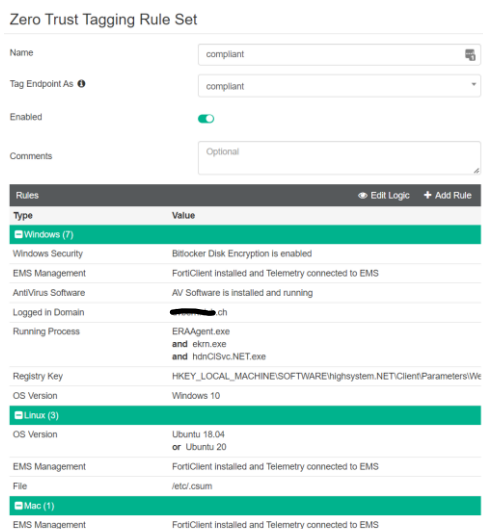 Zero Trust Tagging Rule Set
Name compliant
Tag Endpoint As compliant
Enabled
Comments Optional
Rules Edit Logic + Add Rule
Type Value
Windows (7)
Windows Security Bitlocker Disk Encryption is enabled
EMS Management FortiClient installed and Telemetry connected to EMS
AntiVirus Software AV Software is installed and running
Logged in Domain .ch
Running Process ERAAgent.exe
and ekrn.exe
and hdnClSvc.NET.exe
Registry Key HKEY_LOCAL_MACHINE\SOFTWARE\highsystem.NET\Client\Parameters\We
OS Version Windows 10
Linux (3)
OS Version Ubuntu 18.04
or Ubuntu 20
EMS Management FortiClient installed and Telemetry connected to EMS
File /etc/.csum
Mac (1)
EMS Management FortiClient installed and Telemetry connected to EMS